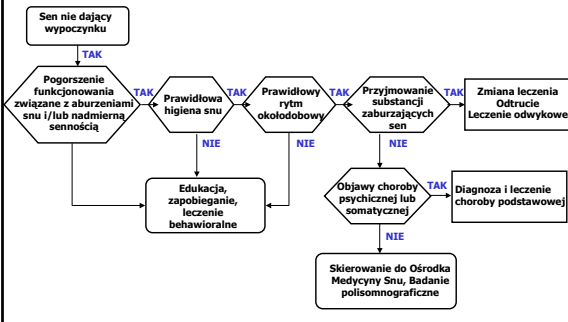 Sen nie dający
wypoczynku
TAK
Pogorszenie
funkcjonowania
związane z aburzeniami
snu i/lub nadmierną
sennością
TAK
Prawidłowa
higiena snu
TAK
Prawidłowy
rytm
okołodobowy
TAK
Przyjmowanie
substancji
zaburzających
sen
TAK
Zmiana leczenia
Odtrucie
Leczenie odwykowe
NIE
NIE
NIE
Edukacja,
zapobieganie,
leczenie
behawioralne
Objawy choroby
psychicznej lub
somatycznej
TAK
Diagnoza i leczenie
choroby podstawowej
NIE
Skierowanie do Ośrodka
Medycyny Snu, Badanie
polisomnograficzne